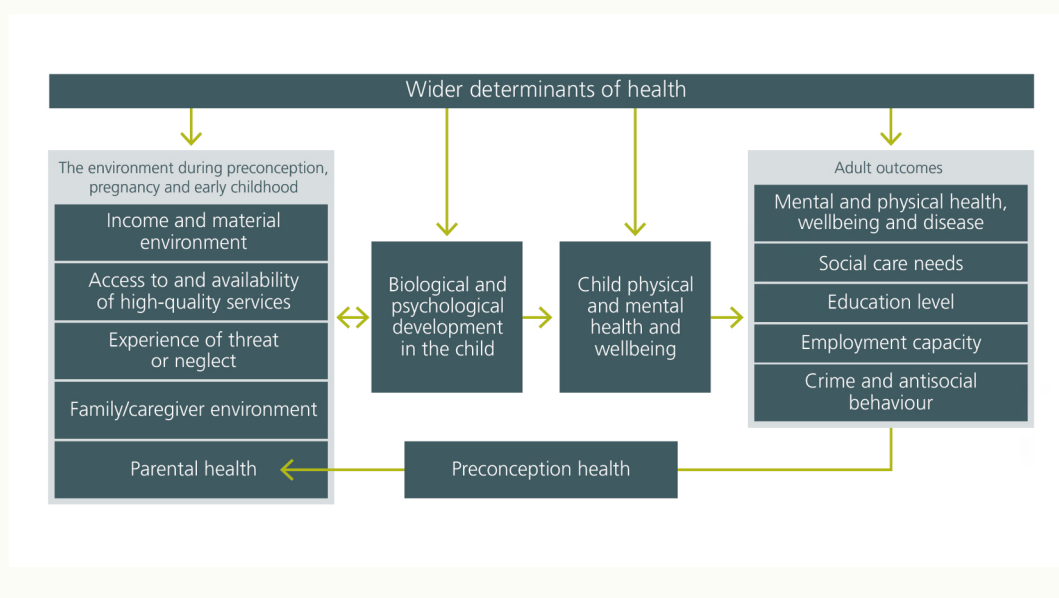 Wider determinants of health
The environment during preconception,
pregnancy and early childhood
Income and material
environment
Access to and availability
of high-quality services
Experience of threat
or neglect
Family/caregiver environment
Parental health
Biological and
psychological
development
in the child
Child physical
and mental
health and
wellbeing
Adult outcomes
Mental and physical health,
wellbeing and disease
Social care needs
Education level
Employment capacity
Crime and antisocial
behaviour
Preconception health